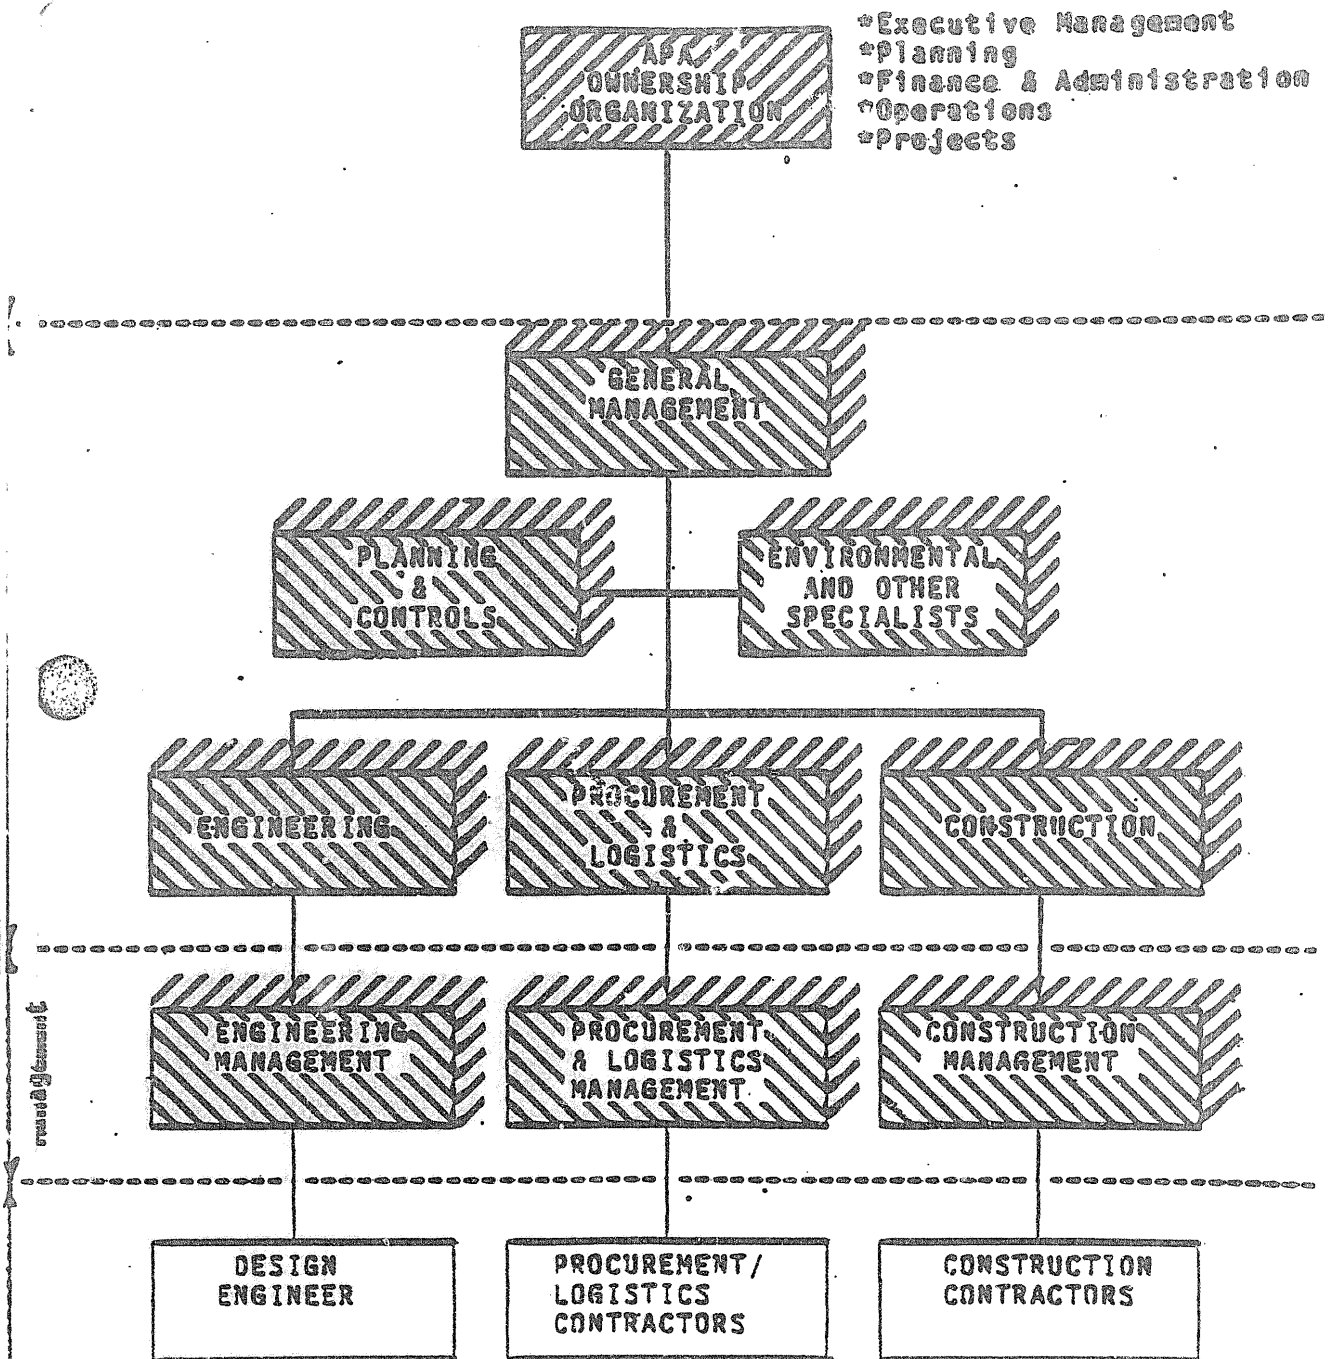 APA
OWNERSHIP
ORGANIZATION
*Executive Management
*Planning
*Finance & Administration
*Operations
*Projects
GENERAL
MANAGEMENT
PLANNING
&
CONTROLS
ENVIRONMENTAL
AND OTHER
SPECIALISTS
ENGINEERING
PROCUREMENT
&
LOGISTICS
CONSTRUCTION
management
ENGINEERING
MANAGEMENT
PROCUREMENT
& LOGISTICS
MANAGEMENT
CONSTRUCTION
MANAGEMENT
DESIGN
ENGINEER
PROCUREMENT/
LOGISTICS
CONTRACTORS
CONSTRUCTION
CONTRACTORS